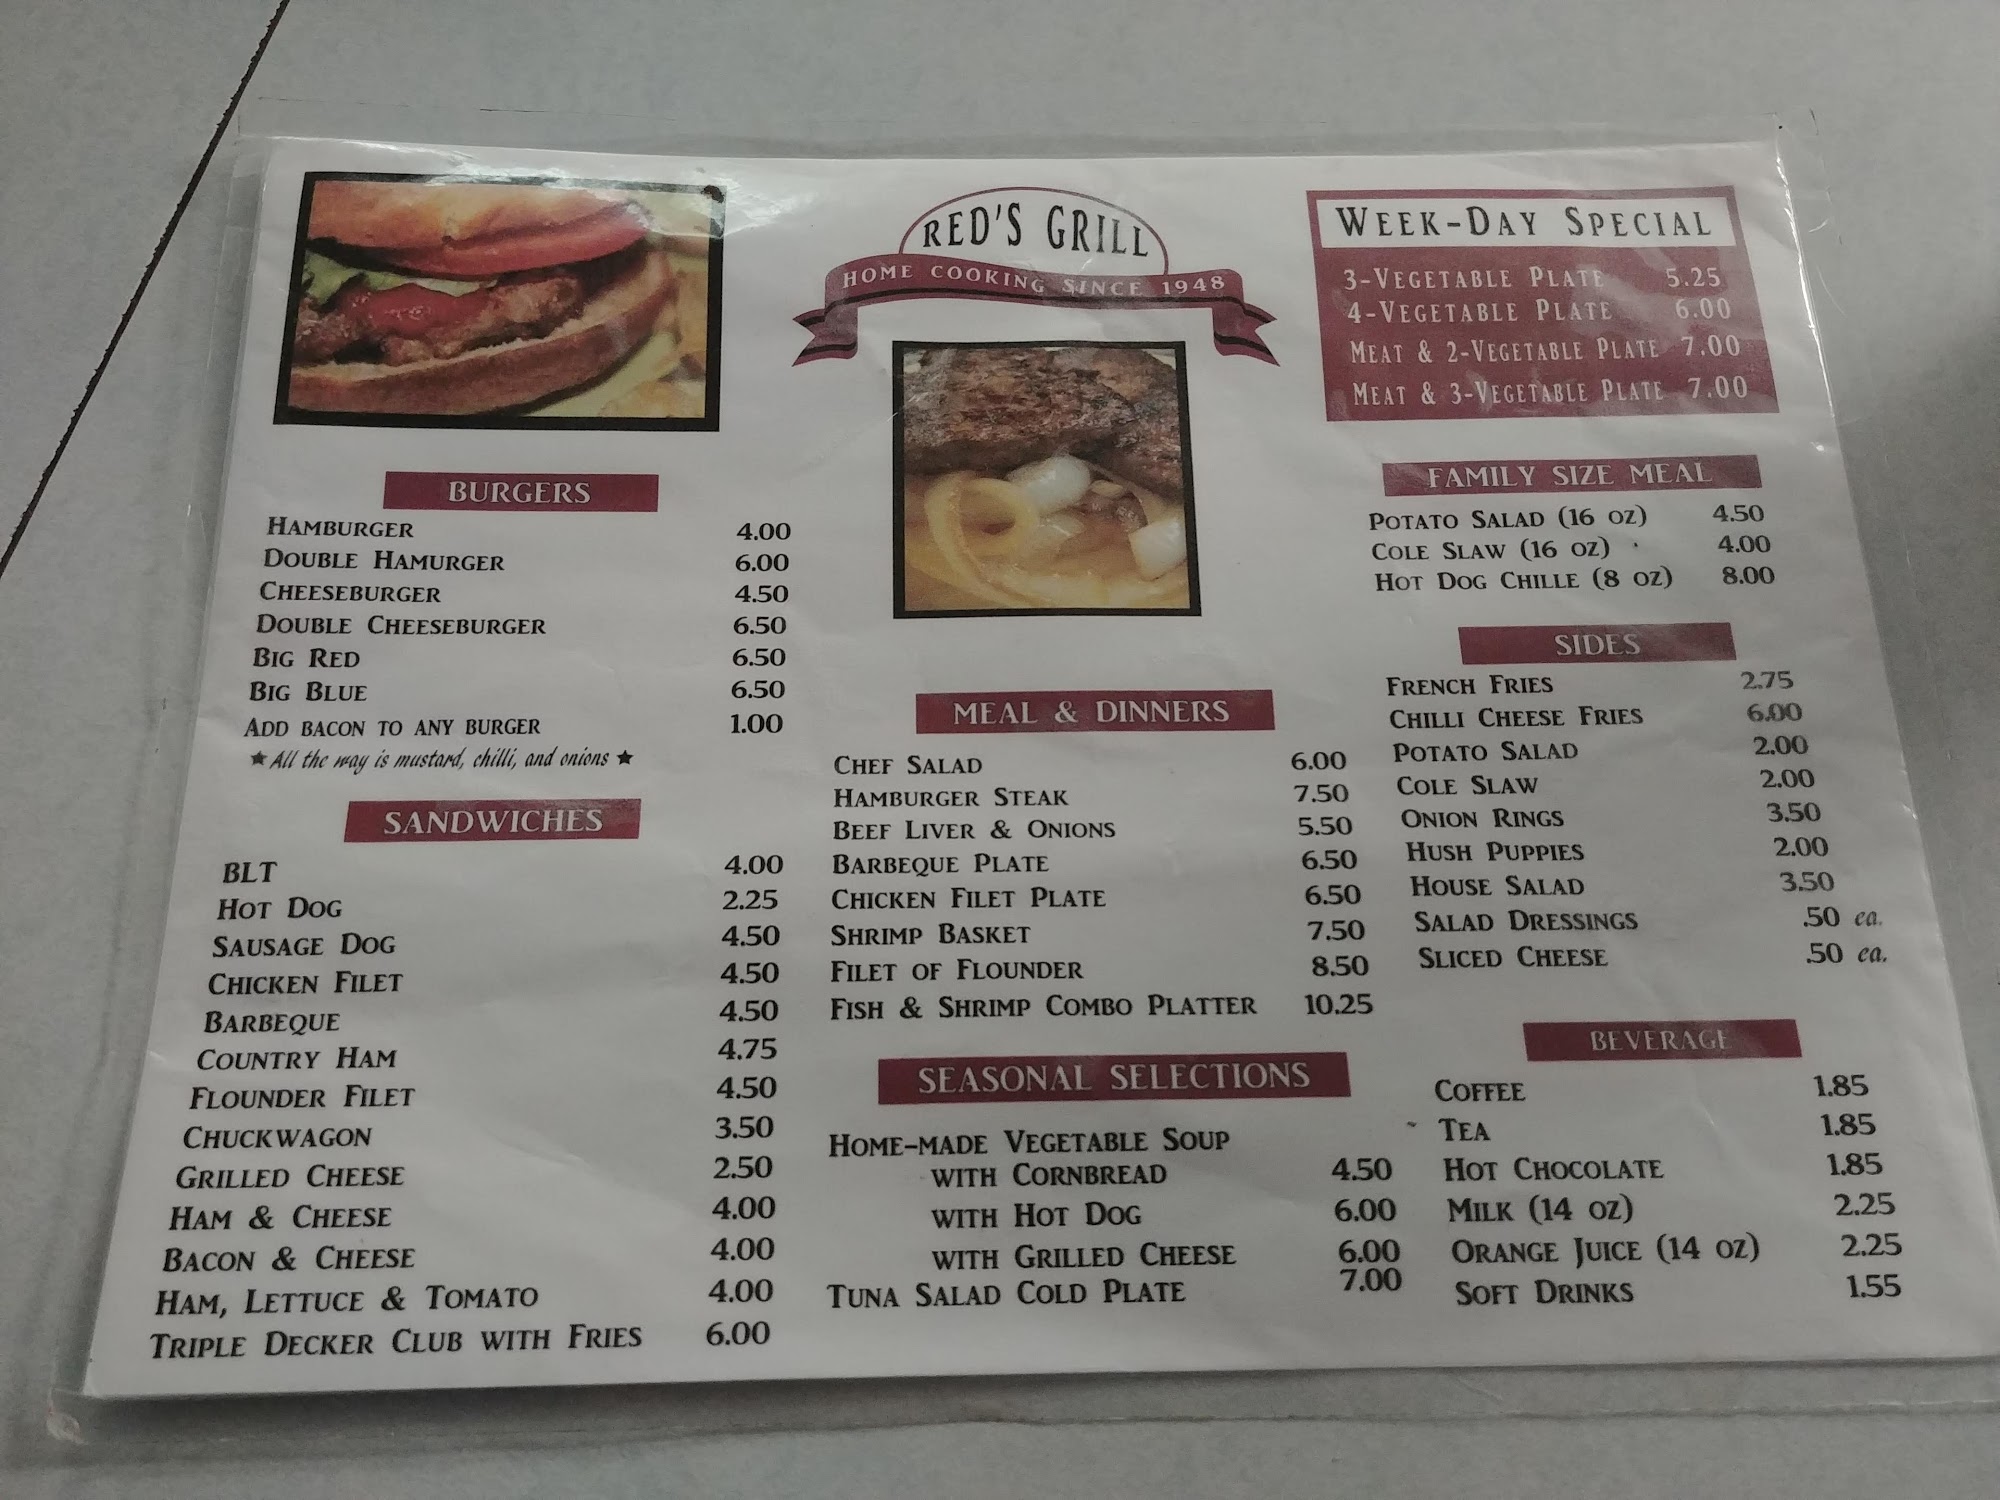 RED'S GRILL
HOME COOKING SINCE 1948
BURGERS
HAMBURGER 4.00
DOUBLE HAMURGER 6.00
CHEESEBURGER 4.50
DOUBLE CHEESEBURGER 6.50
BIG RED 6.50
BIG BLUE 6.50
ADD BACON TO ANY BURGER 1.00
★ All the way is mustard, chilli, and onions ★
SANDWICHES
BLT 4.00
HOT DOG 2.25
SAUSAGE DOG 4.50
CHICKEN FILET 4.50
BARBEQUE 4.50
COUNTRY HAM 4.75
FLOUNDER FILET 4.50
CHUCKWAGON 3.50
GRILLED CHEESE 2.50
HAM & CHEESE 4.00
BACON & CHEESE 4.00
HAM, LETTUCE & TOMATO 4.00
TRIPLE DECKER CLUB WITH FRIES 6.00
MEAL & DINNERS
CHEF SALAD 6.00
HAMBURGER STEAK 7.50
BEEF LIVER & ONIONS 5.50
BARBEQUE PLATE 6.50
CHICKEN FILET PLATE 6.50
SHRIMP BASKET 7.50
FILET OF FLOUNDER 8.50
FISH & SHRIMP COMBO PLATTER 10.25
SEASONAL SELECTIONS
HOME-MADE VEGETABLE SOUP
WITH CORNBREAD 4.50
WITH HOT DOG 6.00
WITH GRILLED CHEESE 6.00
TUNA SALAD COLD PLATE 7.00
WEEK-DAY SPECIAL
3-VEGETABLE PLATE 5.25
4-VEGETABLE PLATE 6.00
MEAT & 2-VEGETABLE PLATE 7.00
MEAT & 3-VEGETABLE PLATE 7.00
FAMILY SIZE MEAL
POTATO SALAD (16 OZ) 4.50
COLE SLAW (16 OZ) 4.00
HOT DOG CHILLE (8 OZ) 8.00
SIDES
FRENCH FRIES 2.75
CHILLI CHEESE FRIES 6.00
POTATO SALAD 2.00
COLE SLAW 2.00
ONION RINGS 3.50
HUSH PUPPIES 2.00
HOUSE SALAD 3.50
SALAD DRESSINGS .50 ea.
SLICED CHEESE .50 ea.
BEVERAGE
COFFEE 1.85
TEA 1.85
HOT CHOCOLATE 1.85
MILK (14 OZ) 2.25
ORANGE JUICE (14 OZ) 2.25
SOFT DRINKS 1.55